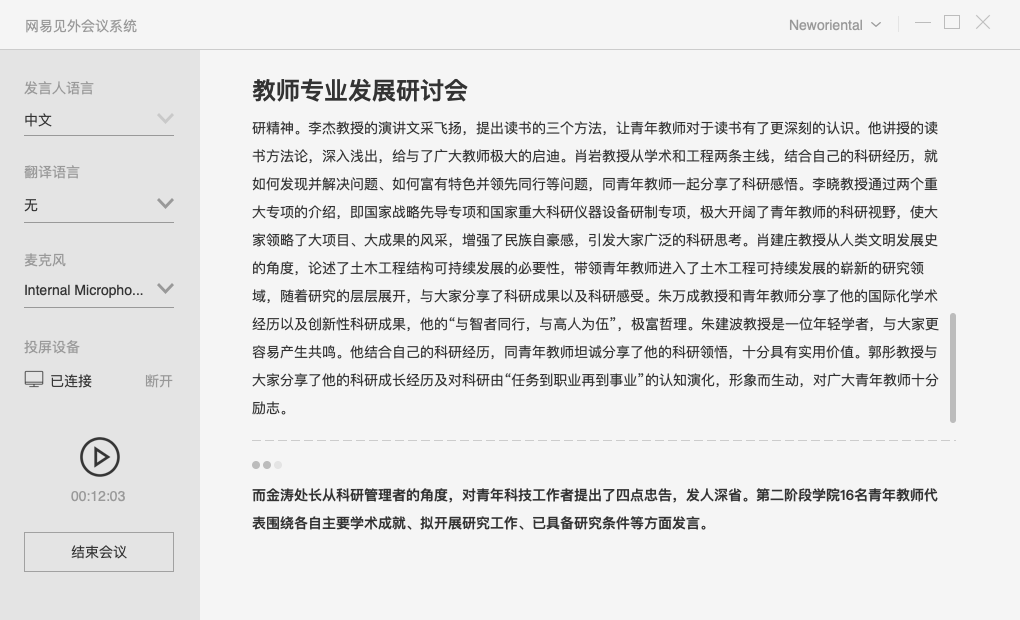 网易见外会议系统
Neworiental
发言人语言
中文
翻译语言
无
麦克风
Internal Micropho...
投屏设备
已连接 断开
00:12:03
结束会议
教师专业发展研讨会
研精神。李杰教授的演讲文采飞扬，提出读书的三个方法，让青年教师对于读书有了更深刻的认识。他讲授的读
书方法论，深入浅出，给与了广大教师极大的启迪。肖岩教授从学术和工程两条主线，结合自己的科研经历，就
如何发现并解决问题、如何富有特色并领先同行等问题，同青年教师一起分享了科研感悟。李晓教授通过两个重
大专项的介绍，即国家战略先导专项和国家重大科研仪器设备研制专项，极大开阔了青年教师的科研视野，使大
家领略了大项目、大成果的风采，增强了民族自豪感，引发大家广泛的科研思考。肖建庄教授从人类文明发展史
的角度，论述了土木工程结构可持续发展的必要性，带领青年教师进入了土木工程可持续发展的崭新的研究领
域，随着研究的层层展开，与大家分享了科研成果以及科研感受。朱万成教授和青年教师分享了他的国际化学术
经历以及创新性科研成果，他的“与智者同行，与高人为伍”，极富哲理。朱建波教授是一位年轻学者，与大家更
容易产生共鸣。他结合自己的科研经历，同青年教师坦诚分享了他的科研领悟，十分具有实用价值。郭彤教授与
大家分享了他的科研成长经历及对科研由“任务到职业再到事业”的认知演化，形象而生动，对广大青年教师十分
励志。
而金涛处长从科研管理者的角度，对青年科技工作者提出了四点忠告，发人深省。第二阶段学院16名青年教师代
表围绕各自主要学术成就、拟开展研究工作、已具备研究条件等方面发言。